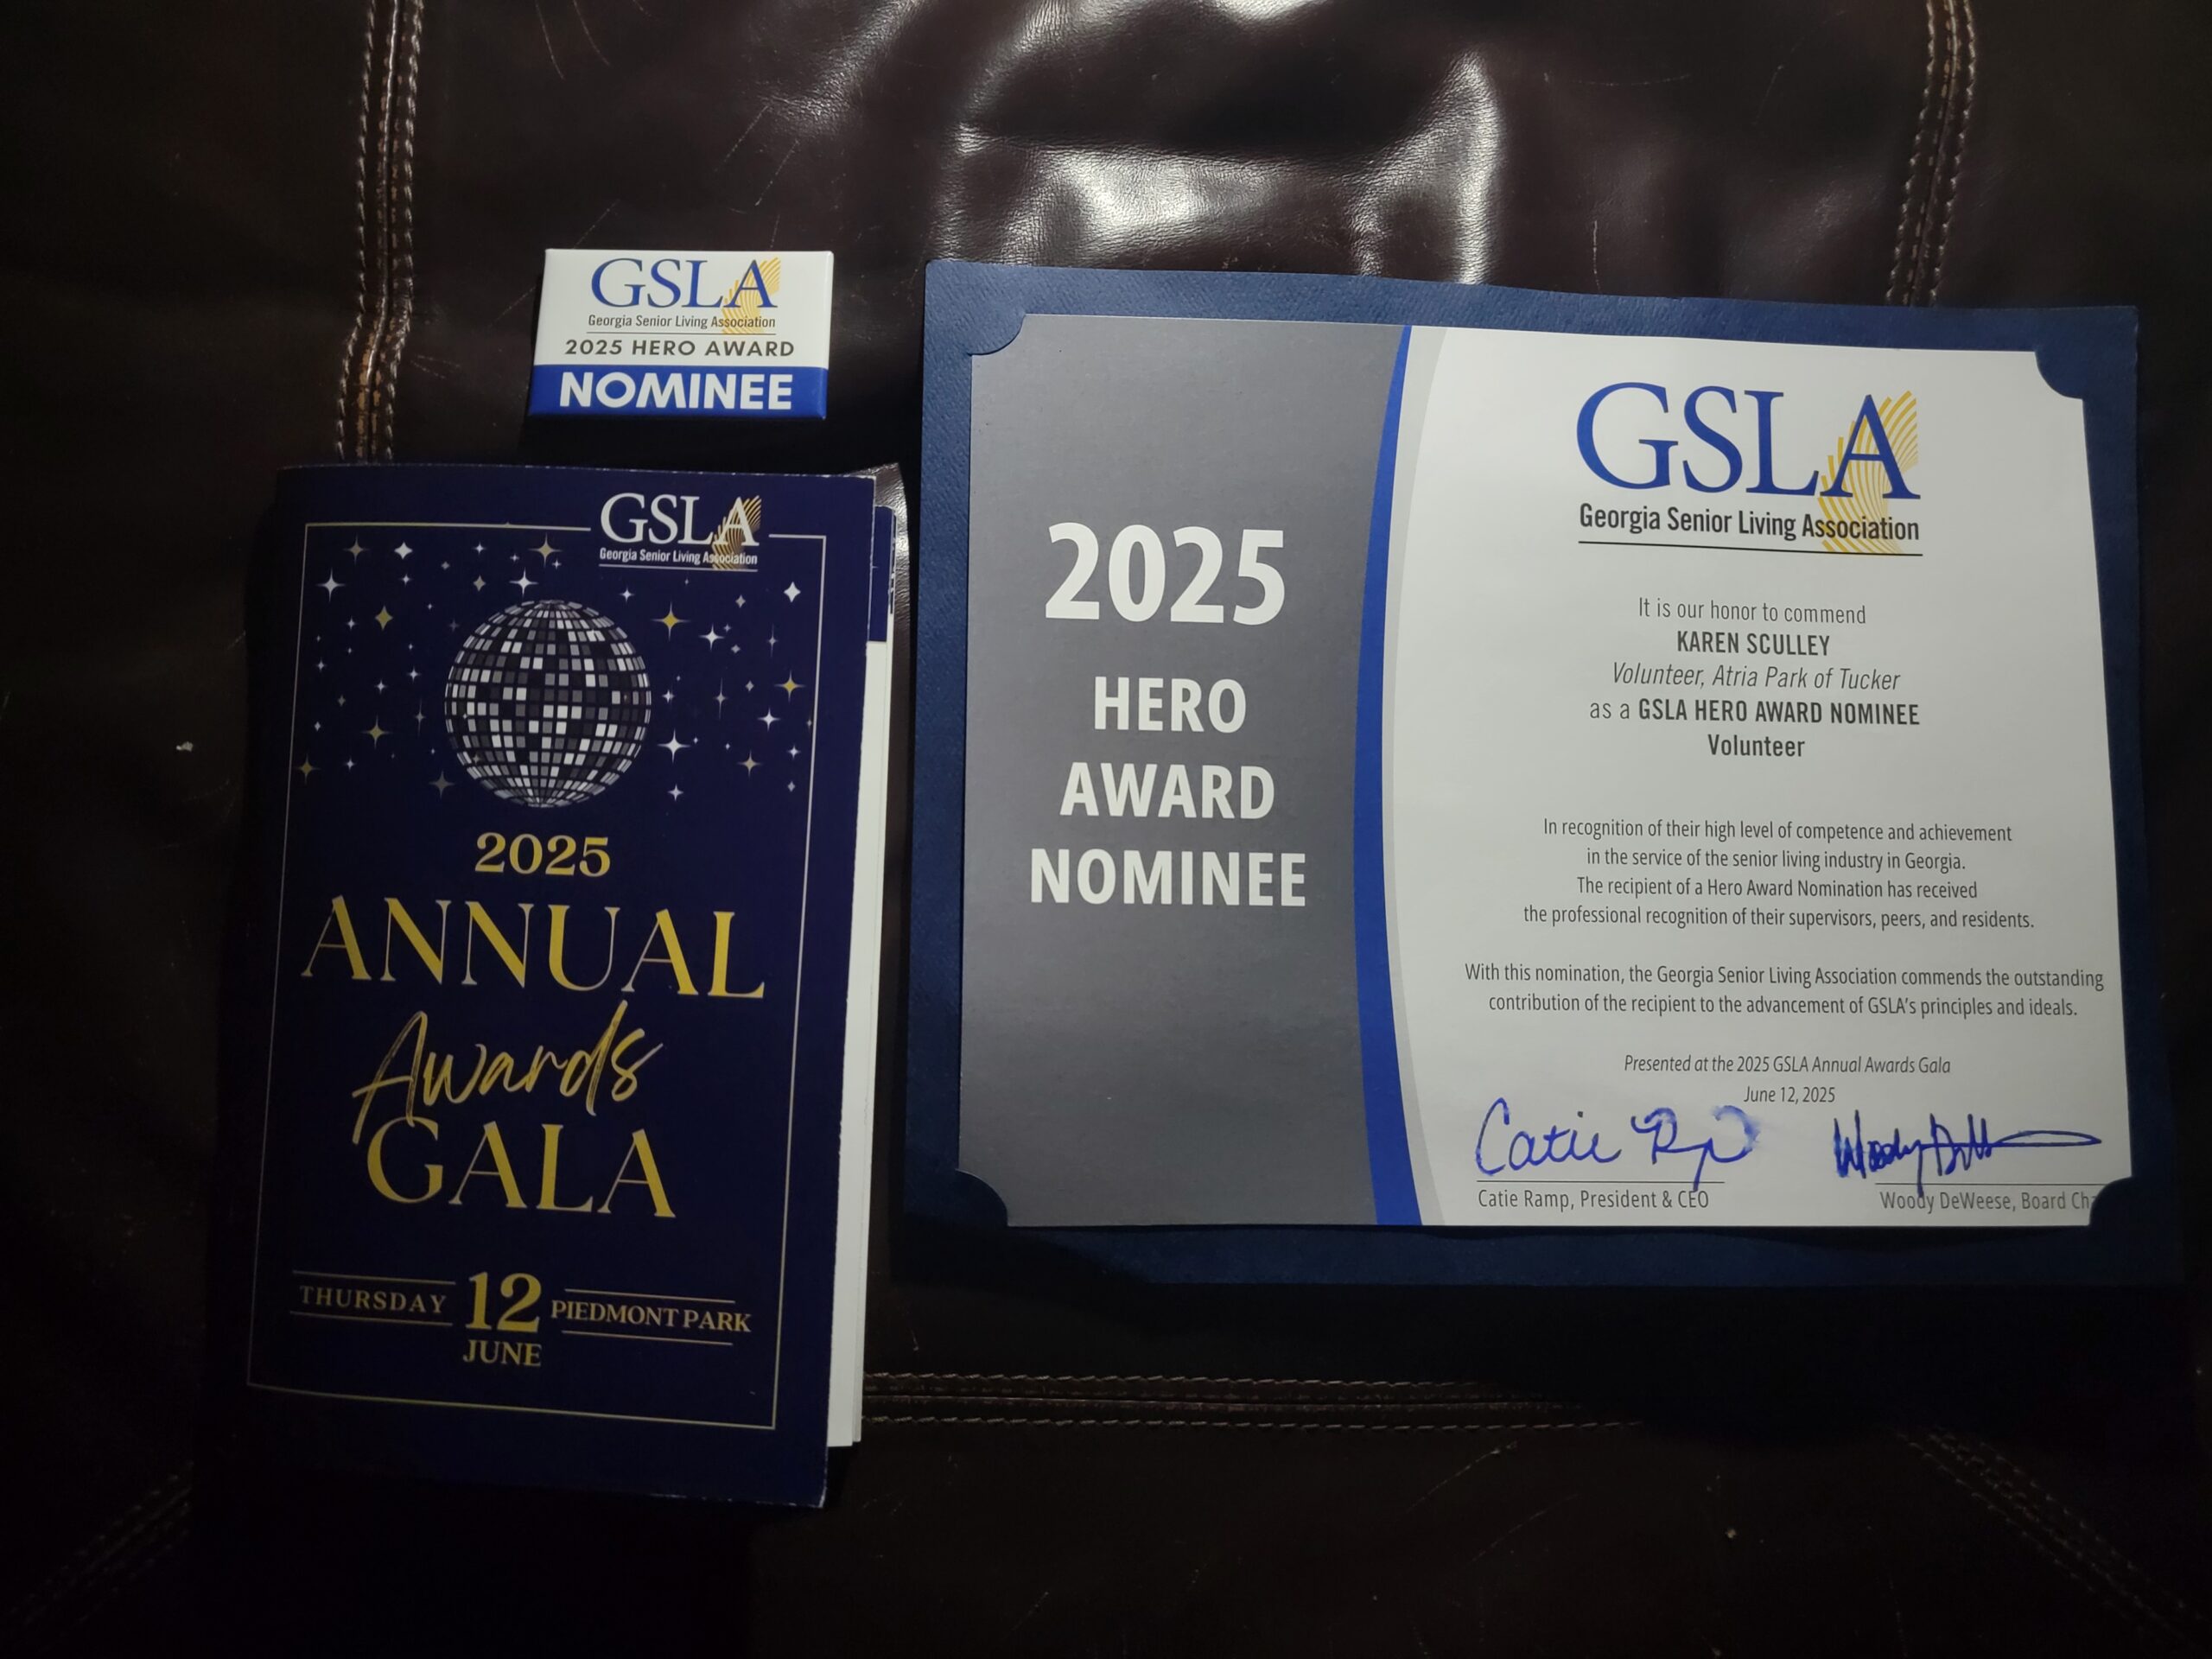 GSLA
Georgia Senior Living Association
2025 HERO AWARD
NOMINEE
GSLA
Georgia Senior Living Association
2025
ANNUAL
Awards
GALA
THURSDAY 12 PIEDMONT PARK
JUNE
2025
HERO
AWARD
NOMINEE
GSLA
Georgia Senior Living Association
It is our honor to commend
KAREN SCULLEY
Volunteer, Atria Park of Tucker
as a GSLA HERO AWARD NOMINEE
Volunteer
In recognition of their high level of competence and achievement
in the service of the senior living industry in Georgia.
The recipient of a Hero Award Nomination has received
the professional recognition of their supervisors, peers, and residents.
With this nomination, the Georgia Senior Living Association commends the outstanding
contribution of the recipient to the advancement of GSLA's principles and ideals.
Presented at the 2025 GSLA Annual Awards Gala
June 12, 2025
Catie
Woody
Catie Ramp, President & CEO
Woody DeWeese, Board